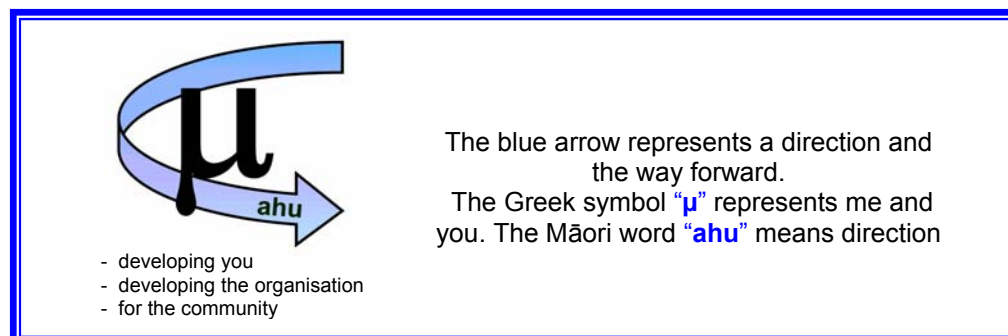 μ
ahu
- developing you
- developing the organisation
- for the community
The blue arrow represents a direction and
the way forward.
The Greek symbol “µ” represents me and
you. The Māori word “ahu” means direction